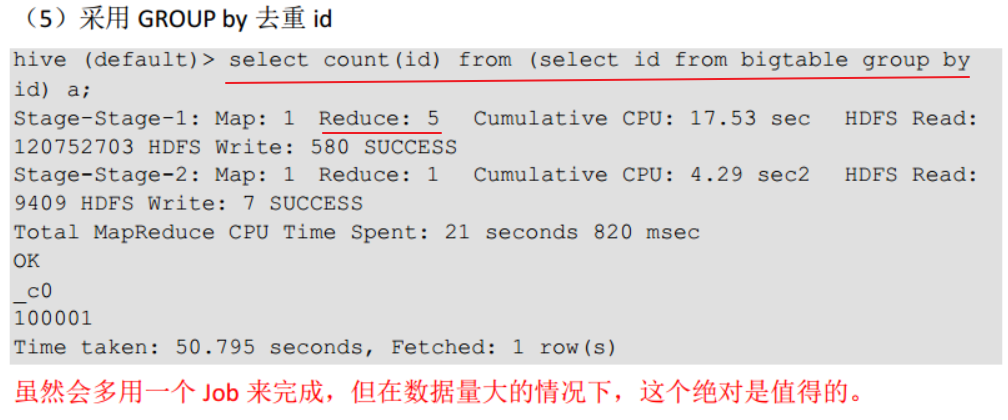 （5）采用 GROUP by 去重 id
hive (default)> select count(id) from (select id from bigtable group by
id) a;
Stage-Stage-1: Map: 1  Reduce: 5   Cumulative CPU: 17.53 sec   HDFS Read:
120752703 HDFS Write: 580 SUCCESS
Stage-Stage-2: Map: 1  Reduce: 1   Cumulative CPU: 4.29 sec2   HDFS Read:
9409 HDFS Write: 7 SUCCESS
Total MapReduce CPU Time Spent: 21 seconds 820 msec
OK
_c0
100001
Time taken: 50.795 seconds, Fetched: 1 row(s)
虽然会多用一个 Job 来完成，但在数据量大的情况下，这个绝对是值得的。